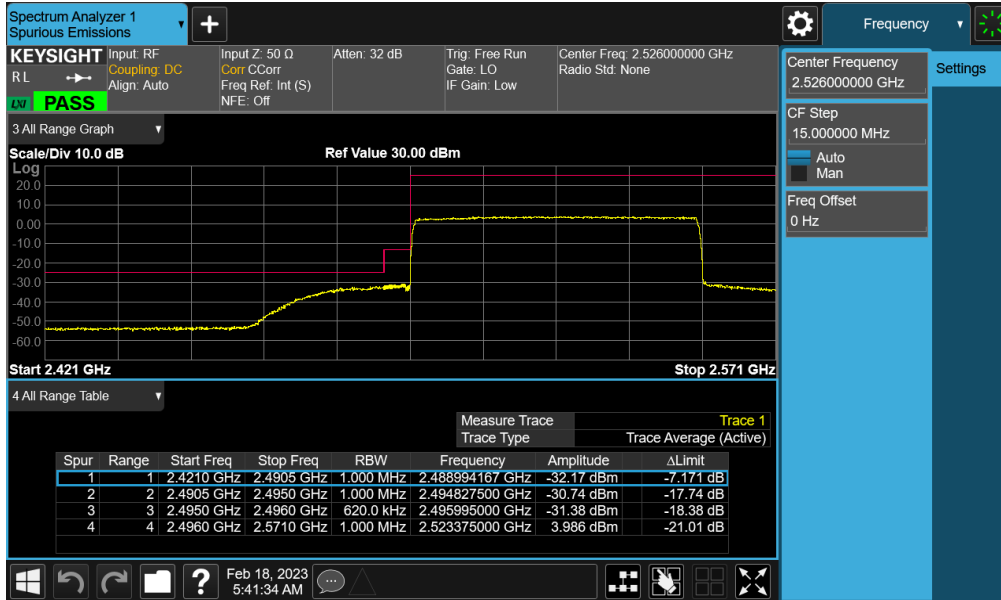 Spectrum Analyzer 1
Spurious Emissions
Frequency
KEYSIGHT
RL
LXI PASS
Input: RF
Coupling: DC
Align: Auto
Input Z: 50 Ω
Corr CCorr
Freq Ref: Int (S)
NFE: Off
Atten: 32 dB
Trig: Free Run
Gate: LO
IF Gain: Low
Center Freq: 2.526000000 GHz
Radio Std: None
Center Frequency
2.526000000 GHz
Settings
CF Step
15.000000 MHz
Auto
Man
Freq Offset
0 Hz
3 All Range Graph
Scale/Div 10.0 dB
Ref Value 30.00 dBm
Log
20.0
10.0
0.00
-10.0
-20.0
-30.0
-40.0
-50.0
-60.0
Start 2.421 GHz
Stop 2.571 GHz
4 All Range Table
Measure Trace Trace 1
Trace Type Trace Average (Active)
Spur Range Start Freq Stop Freq RBW Frequency Amplitude ΔLimit
1 1 2.4210 GHz 2.4905 GHz 1.000 MHz 2.488994167 GHz -32.17 dBm -7.171 dB
2 2 2.4905 GHz 2.4950 GHz 1.000 MHz 2.494827500 GHz -30.74 dBm -17.74 dB
3 3 2.4950 GHz 2.4960 GHz 620.0 kHz 2.495995000 GHz -31.38 dBm -18.38 dB
4 4 2.4960 GHz 2.5710 GHz 1.000 MHz 2.523375000 GHz 3.986 dBm -21.01 dB
?
Feb 18, 2023
5:41:34 AM